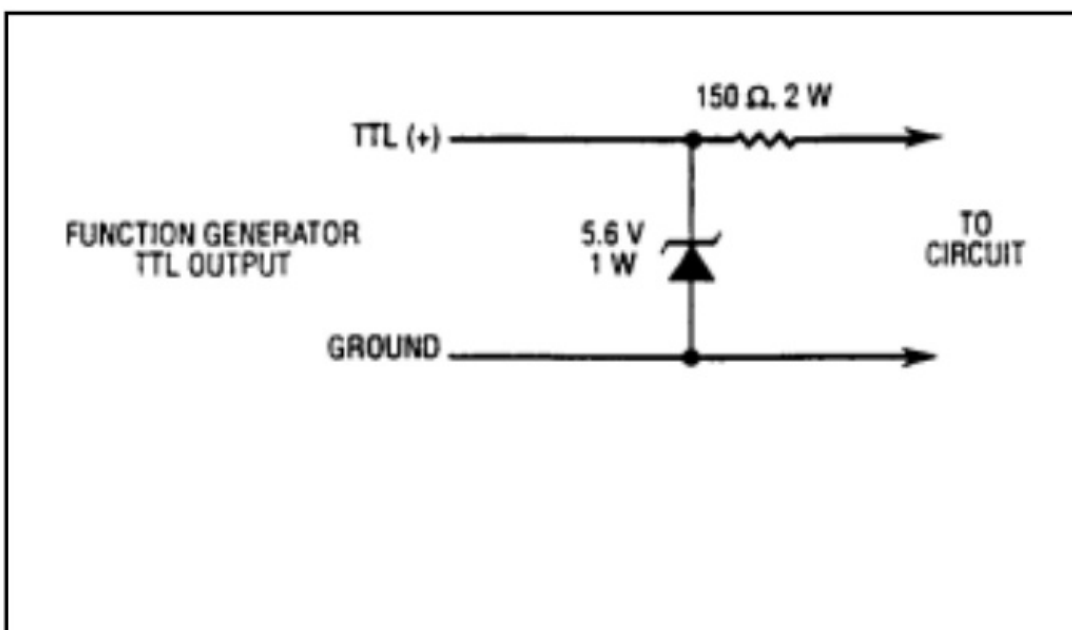 150 Ω, 2 W
TTL (+)
FUNCTION GENERATOR
TTL OUTPUT
5.6 V
1 W
TO
CIRCUIT
GROUND